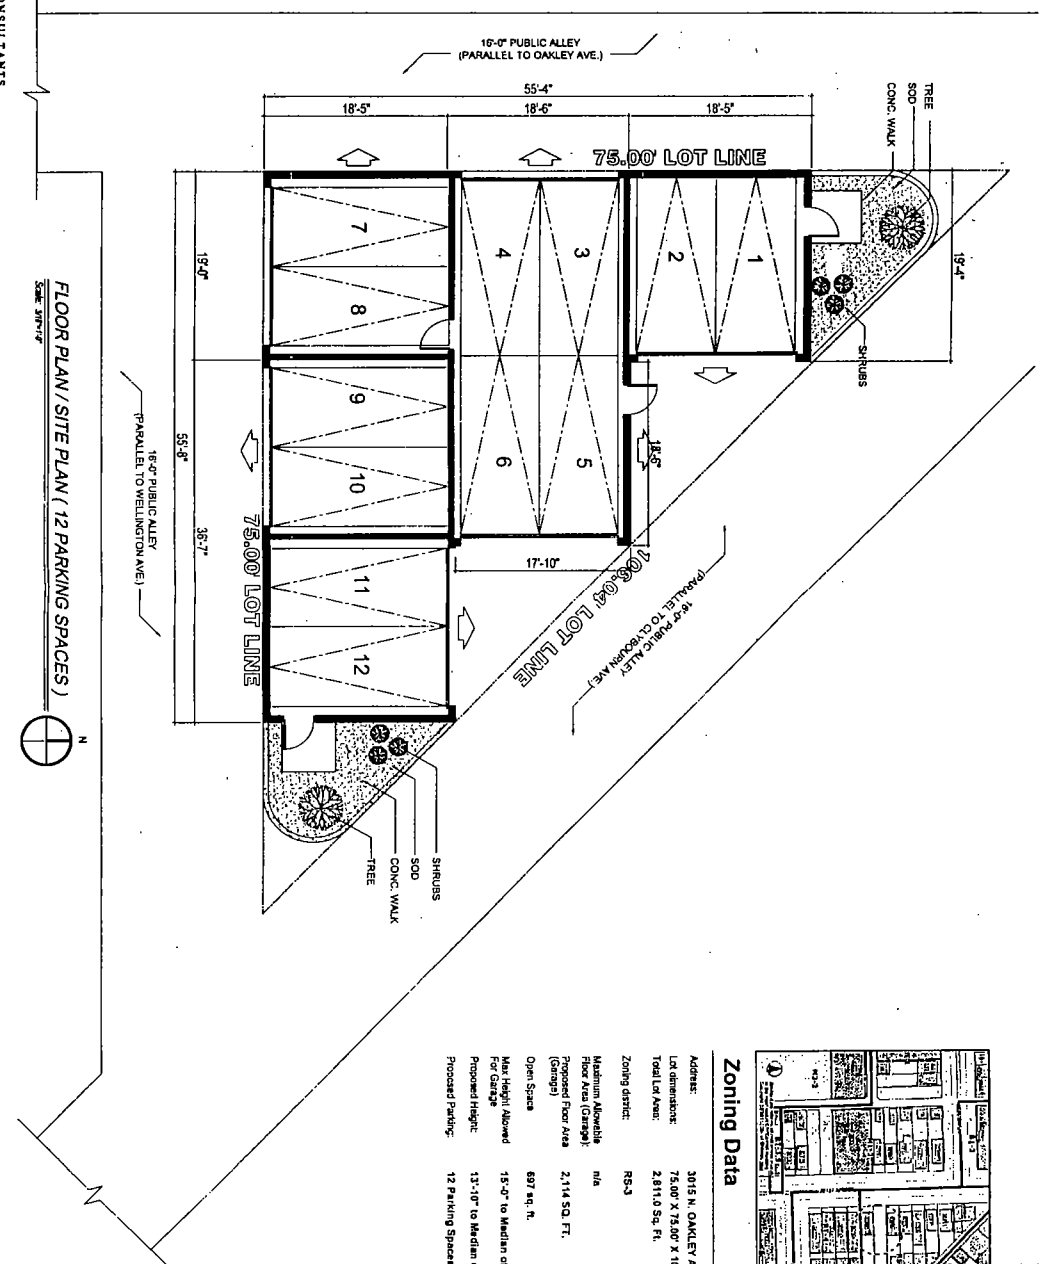 16'-0" PUBLIC ALLEY
(PARALLEL TO OAKLEY AVE.)
55'-4"
18'-5"
18'-6"
18'-5"
75.00' LOT LINE
TREE
SOD
CONC. WALK
19'-4"
SHRUBS
1
2
3
4
5
6
7
8
9
10
11
12
18'-6"
17'-10"
106.04' LOT LINE
16'-0" PUBLIC ALLEY
(PARALLEL TO CLYBOURN AVE.)
19'-0"
55'-8"
36'-7"
75.00' LOT LINE
16'-0" PUBLIC ALLEY
(PARALLEL TO WELLINGTON AVE.)
SHRUBS
SOD
CONC. WALK
TREE
FLOOR PLAN / SITE PLAN ( 12 PARKING SPACES )
Scale: 3/16"=1'-0"
N
Zoning Data
Address: 3015 N. OAKLEY A
Lot dimensions: 75.00' X 75.00' X 10
Total Lot Area: 2,811.0 Sq. Ft.
Zoning district: RS-3
Maximum Allowable
Floor Area (Garage): n/a
Proposed Floor Area
(Garage) 2,114 SQ. FT.
Open Space 697 sq. ft.
Max Height Allowed
For Garage 15'-0" to Median of
Proposed Height: 13'-10" to Median
Proposed Parking: 12 Parking Spaces